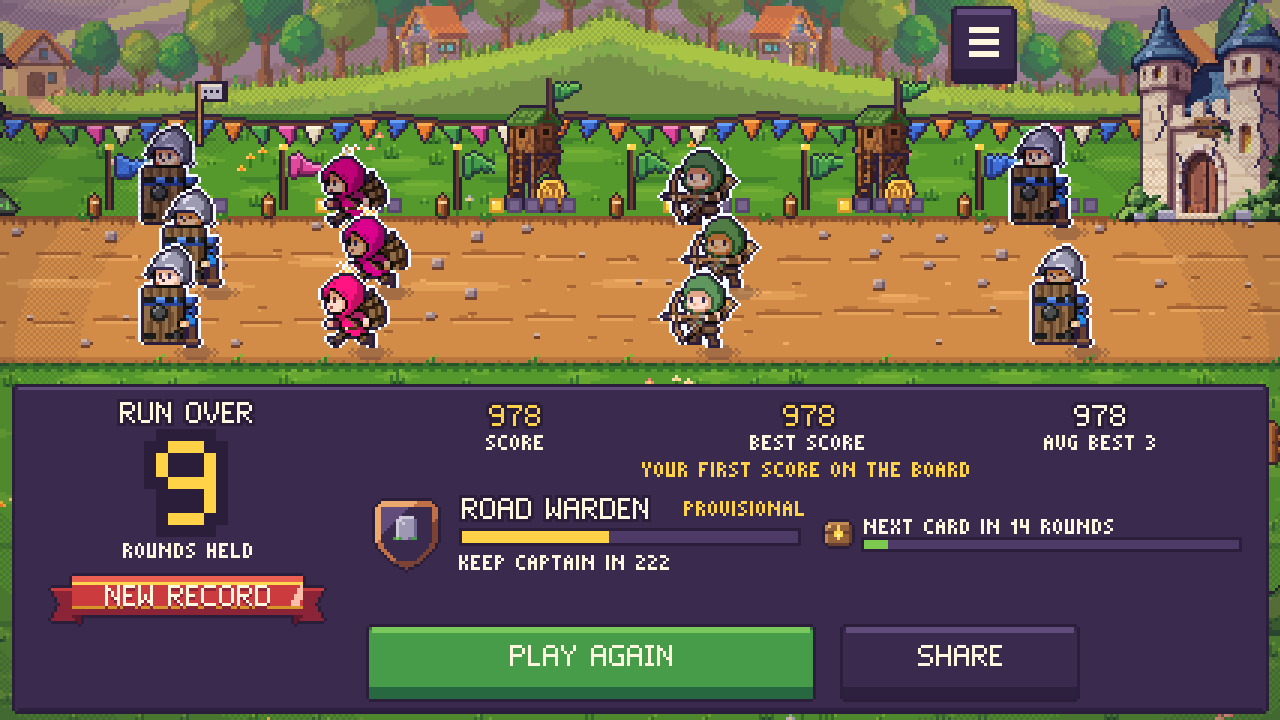 RUN OVER
9
ROUNDS HELD
NEW RECORD
978
SCORE
978
BEST SCORE
978
AVG BEST 3
YOUR FIRST SCORE ON THE BOARD
ROAD WARDEN
PROVISIONAL
KEEP CAPTAIN IN 222
NEXT CARD IN 14 ROUNDS
PLAY AGAIN
SHARE